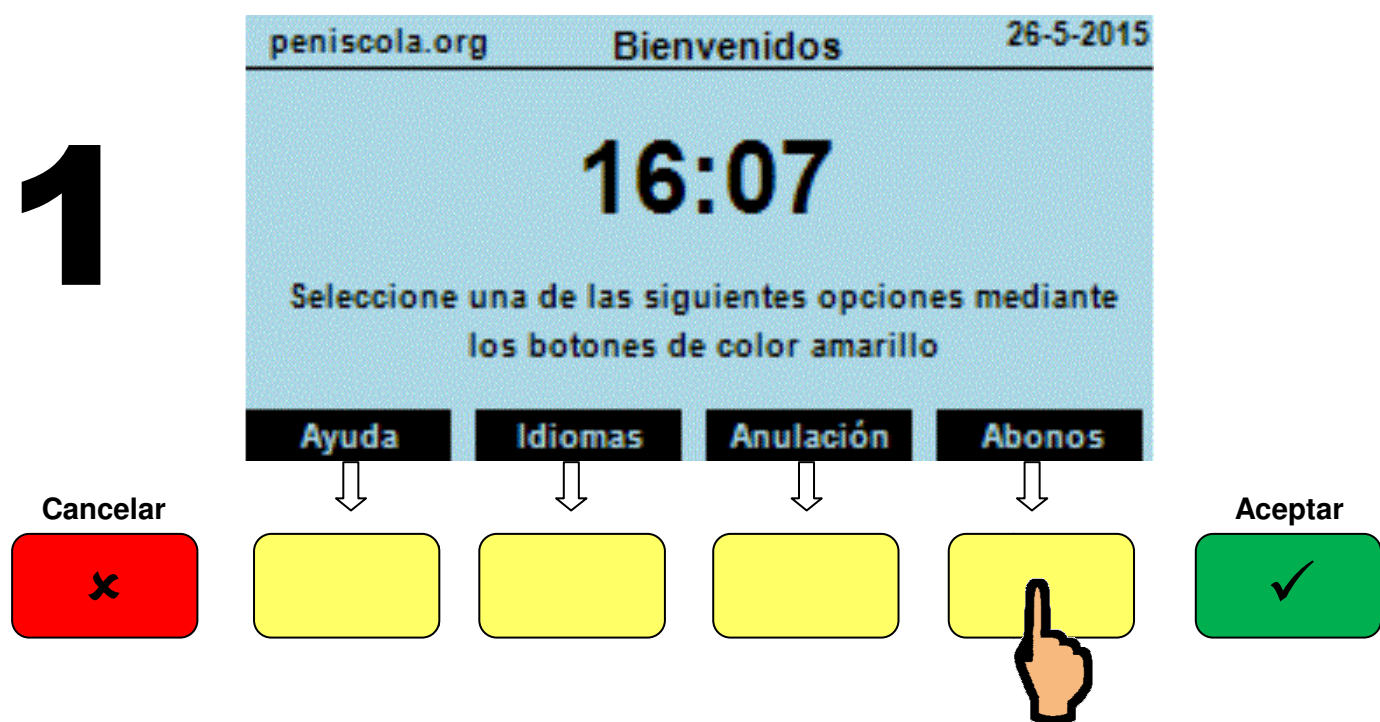 peniscola.org Bienvenidos 26-5-2015
1
16:07
Seleccione una de las siguientes opciones mediante
los botones de color amarillo
Ayuda Idiomas Anulación Abonos
Cancelar Aceptar